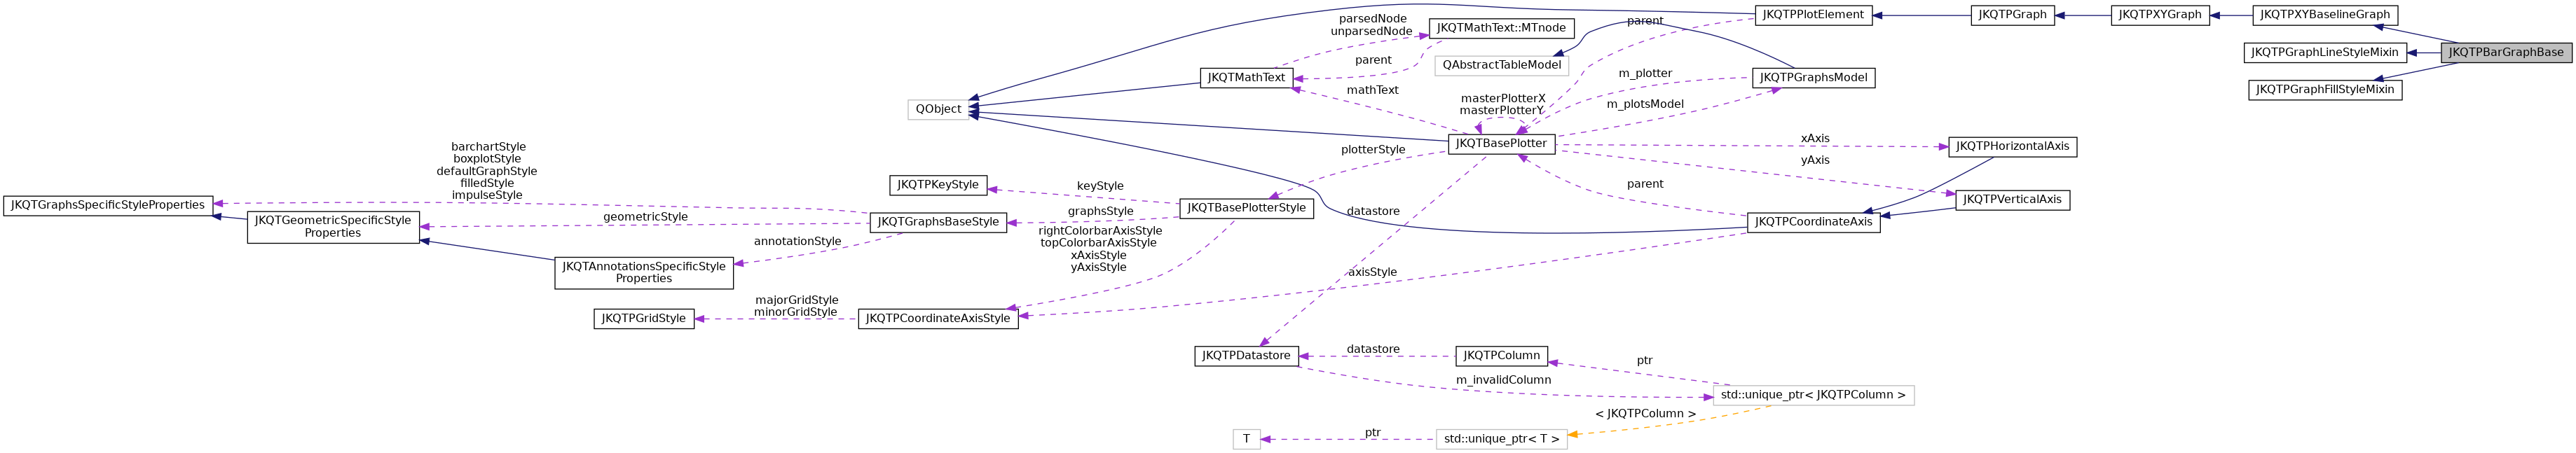 parsedNode
unparsedNode
JKQTMathText::MTnode
parent
JKQTPPlotElement
JKQTPGraph
JKQTPXYGraph
JKQTPXYBaselineGraph
JKQTPGraphLineStyleMixin
JKQTPBarGraphBase
JKQTPGraphFillStyleMixin
parent
QAbstractTableModel
JKQTMathText
m_plotter
JKQTPGraphsModel
mathText
QObject
masterPlotterX
masterPlotterY
m_plotsModel
JKQTBasePlotter
xAxis
JKQTPHorizontalAxis
plotterStyle
yAxis
barchartStyle
boxplotStyle
defaultGraphStyle
filledStyle
impulseStyle
JKQTPKeyStyle
keyStyle
parent
JKQTPVerticalAxis
JKQTGraphsSpecificStyleProperties
JKQTGeometricSpecificStyle
Properties
geometricStyle
JKQTGraphsBaseStyle
graphsStyle
JKQTBasePlotterStyle
datastore
JKQTPCoordinateAxis
annotationStyle
rightColorbarAxisStyle
topColorbarAxisStyle
xAxisStyle
yAxisStyle
JKQTAnnotationsSpecificStyle
Properties
axisStyle
majorGridStyle
minorGridStyle
JKQTPGridStyle
JKQTPCoordinateAxisStyle
JKQTPDatastore
datastore
JKQTPColumn
ptr
m_invalidColumn
std::unique_ptr< JKQTPColumn >
< JKQTPColumn >
T
ptr
std::unique_ptr< T >